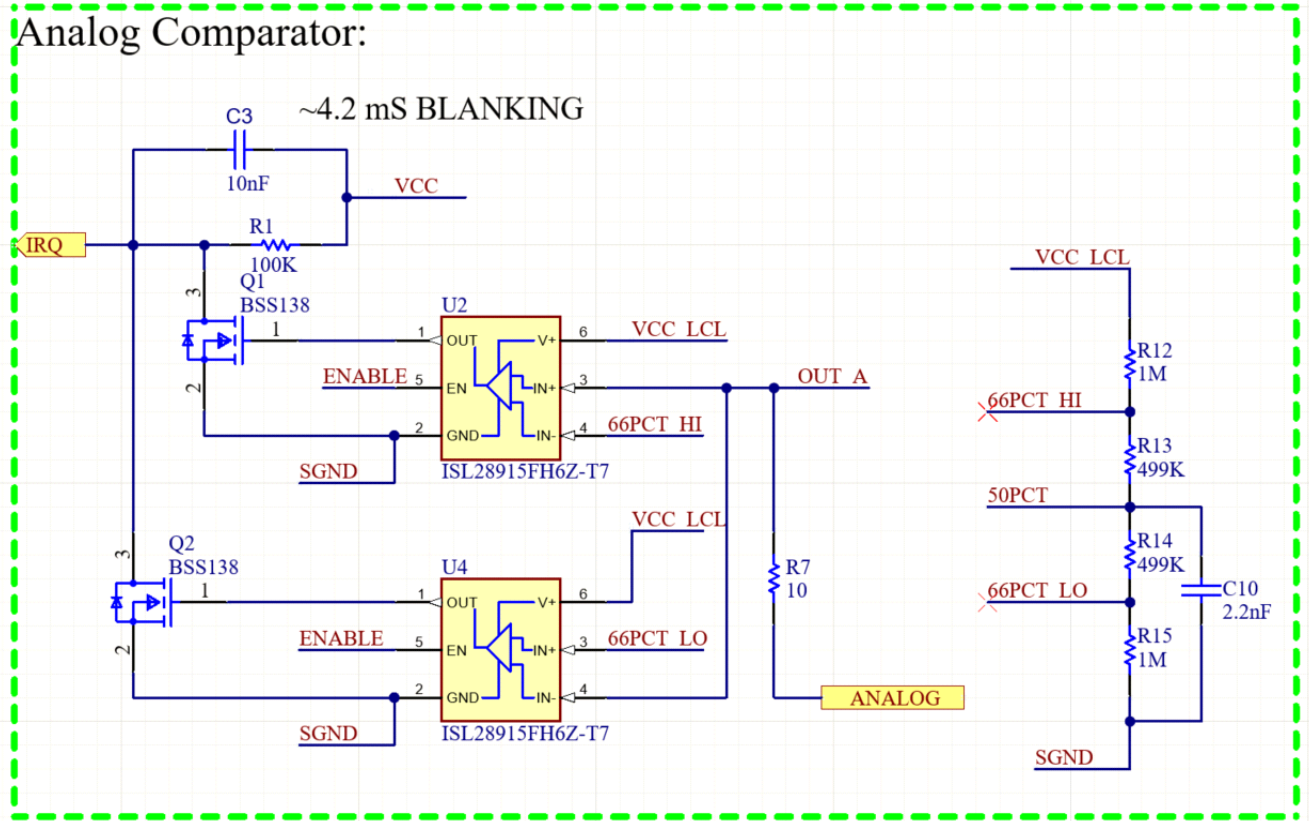 Analog Comparator:
~4.2 mS BLANKING
C3
10nF
VCC
IRQ
R1
100K
Q1
BSS138
3
1
2
U2
1 OUT V+ 6 VCC_LCL
ENABLE 5 EN IN+ 3 OUT_A
2 GND IN- 4 66PCT_HI
SGND
ISL28915FH6Z-T7
VCC_LCL
Q2
BSS138
3
1
2
U4
1 OUT V+ 6
ENABLE 5 EN IN+ 3 66PCT_LO
2 GND IN- 4
SGND
ISL28915FH6Z-T7
R7
10
ANALOG
VCC_LCL
R12
1M
66PCT_HI
R13
499K
50PCT
R14
499K
66PCT_LO
C10
2.2nF
R15
1M
SGND